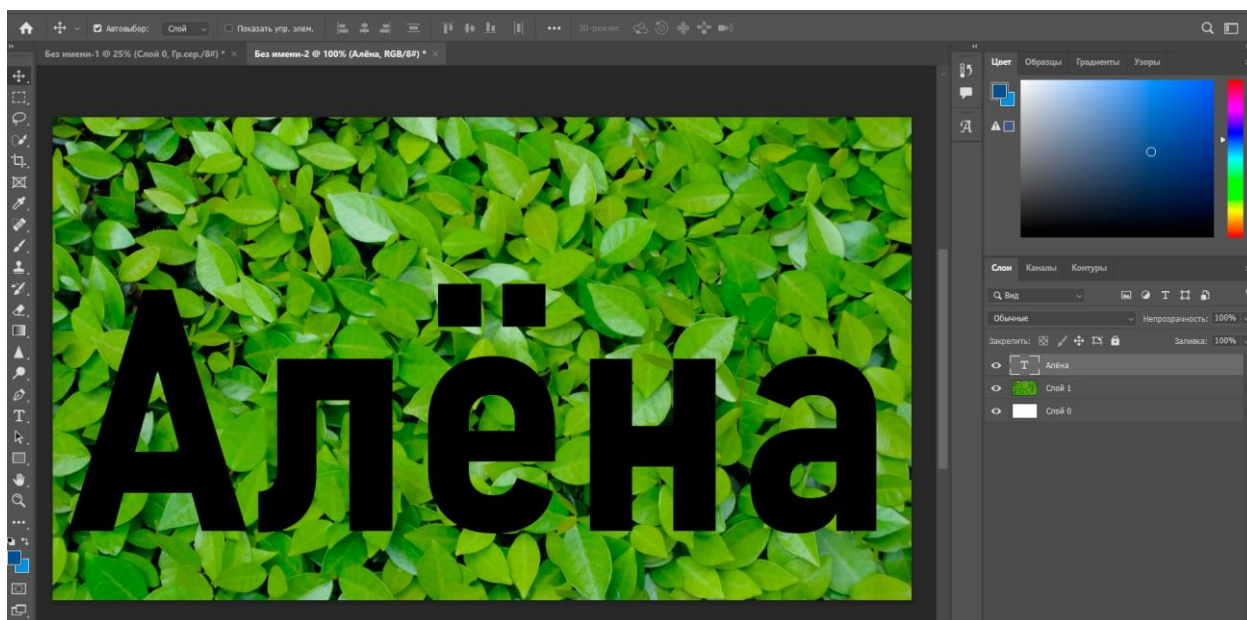 Автовыбор: Слой Показать упр. элем. 3D-режим:
Без имени-1 @ 25% (Слой 0, Гр.сер./8#) * × Без имени-2 @ 100% (Алёна, RGB/8#) * ×
Цвет Образцы Градиенты Узоры
Алёна
Слои Каналы Контуры
Вид
Обычные Непрозрачность: 100%
Закрепить: Заливка: 100%
T Алёна
Слой 1
Слой 0